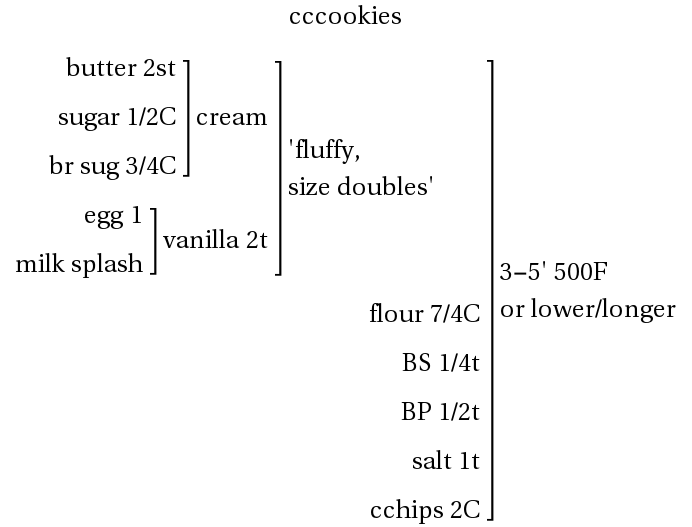 cccookies
butter 2st
sugar 1/2C
cream
br sug 3/4C
'fluffy,
size doubles'
egg 1
vanilla 2t
milk splash
3–5' 500F
or lower/longer
flour 7/4C
BS 1/4t
BP 1/2t
salt 1t
cchips 2C